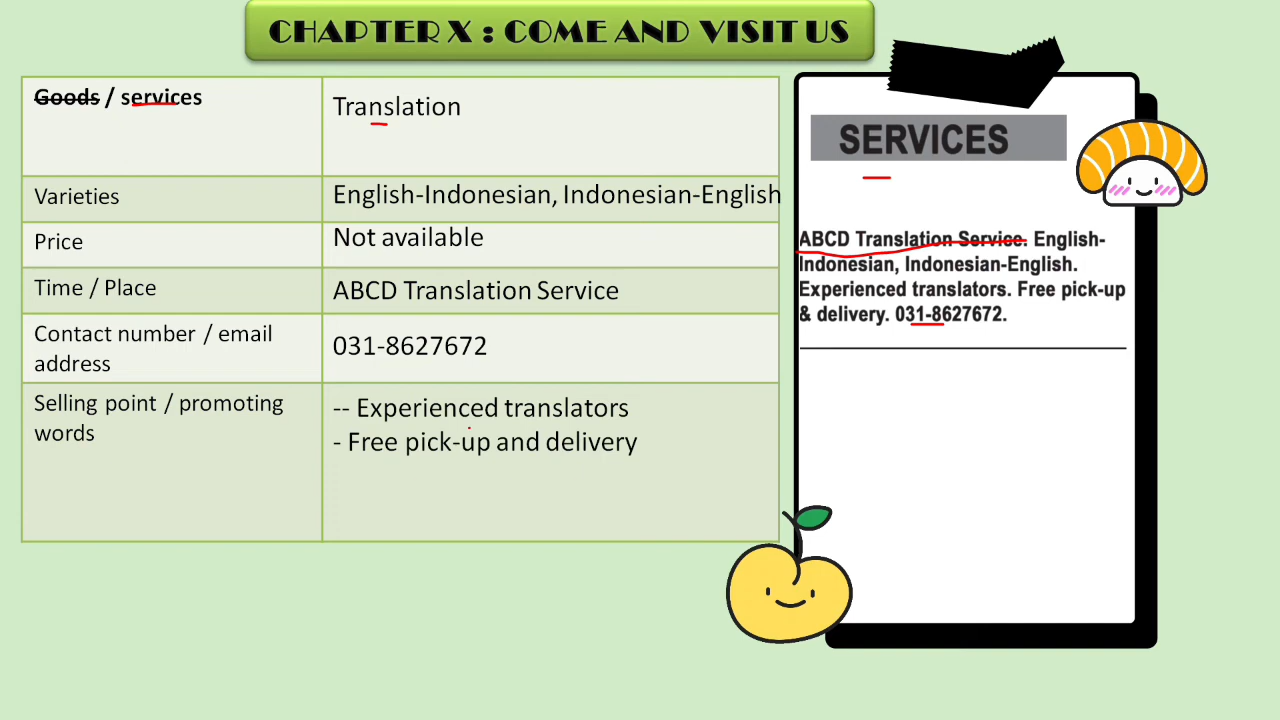 CHAPTER X : COME AND VISIT US
Goods / services
Translation
Varieties
English-Indonesian, Indonesian-English
Price
Not available
Time / Place
ABCD Translation Service
Contact number / email
address
031-8627672
Selling point / promoting
words
-- Experienced translators
- Free pick-up and delivery
SERVICES
ABCD Translation Service. English-
Indonesian, Indonesian-English.
Experienced translators. Free pick-up
& delivery. 031-8627672.